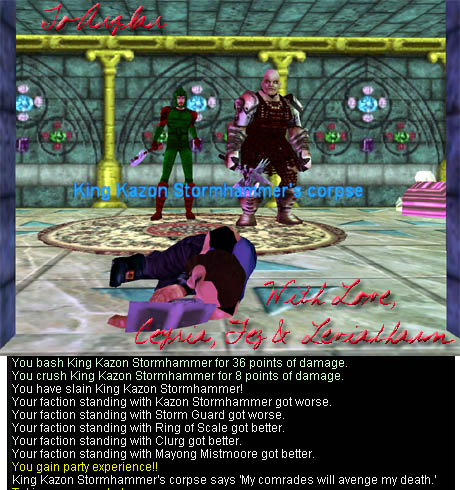 King Kazon Stormhammer's corpse
With Love,
Cefris, Fez & Leviathaun
You bash King Kazon Stormhammer for 36 points of damage.
You crush King Kazon Stormhammer for 8 points of damage.
You have slain King Kazon Stormhammer!
Your faction standing with Kazon Stormhammer got worse.
Your faction standing with Storm Guard got worse.
Your faction standing with Ring of Scale got better.
Your faction standing with Clurg got better.
Your faction standing with Mayong Mistmoore got better.
You gain party experience!!
King Kazon Stormhammer's corpse says 'My comrades will avenge my death.'